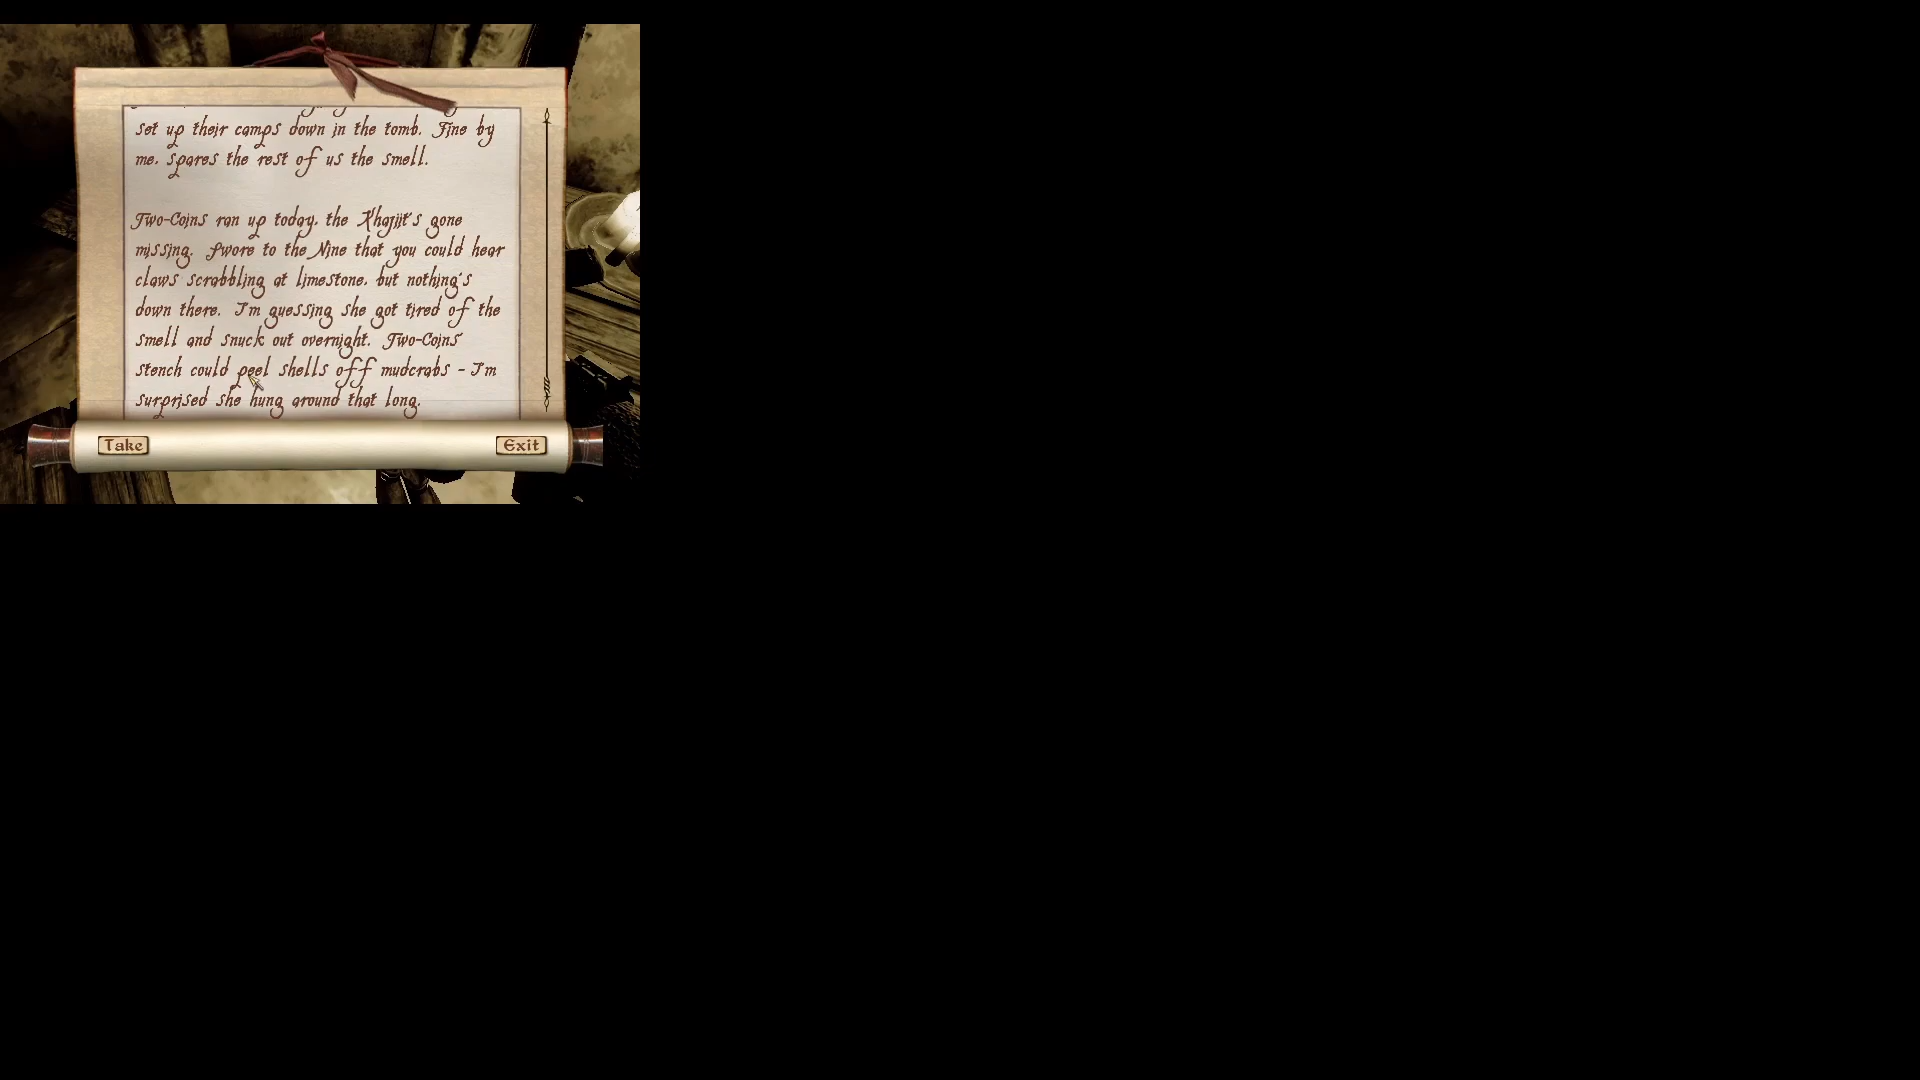 set up their camps down in the tomb. Fine by
me, spares the rest of us the smell.
Two-Coins ran up today, the Khajiit's gone
missing. Swore to the Nine that you could hear
claws scrabbling at limestone, but nothing's
down there. I'm guessing she got tired of the
smell and snuck out overnight. Two-Coins'
stench could peel shells off mudcrabs - I'm
surprised she hung around that long.
Take
Exit